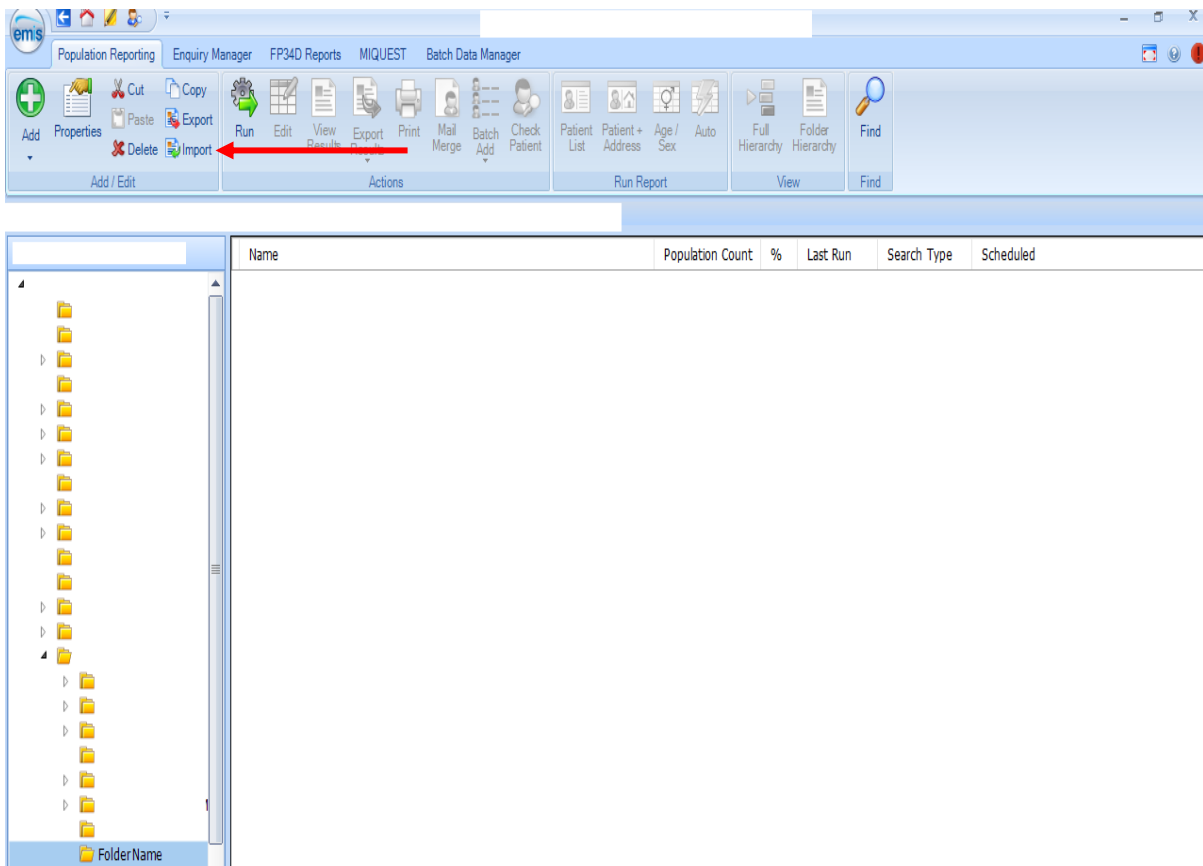 emis
Population Reporting Enquiry Manager FP34D Reports MIQUEST Batch Data Manager
Add
Properties
Cut Copy
Paste Export
Delete Import
Add / Edit
Run
Edit
View
Results
Export
Results
Print
Mail
Merge
Batch
Add
Check
Patient
Actions
Patient
List
Patient +
Address
Age /
Sex
Auto
Run Report
Full
Hierarchy
Folder
Hierarchy
View
Find
Find
Name Population Count % Last Run Search Type Scheduled
FolderName